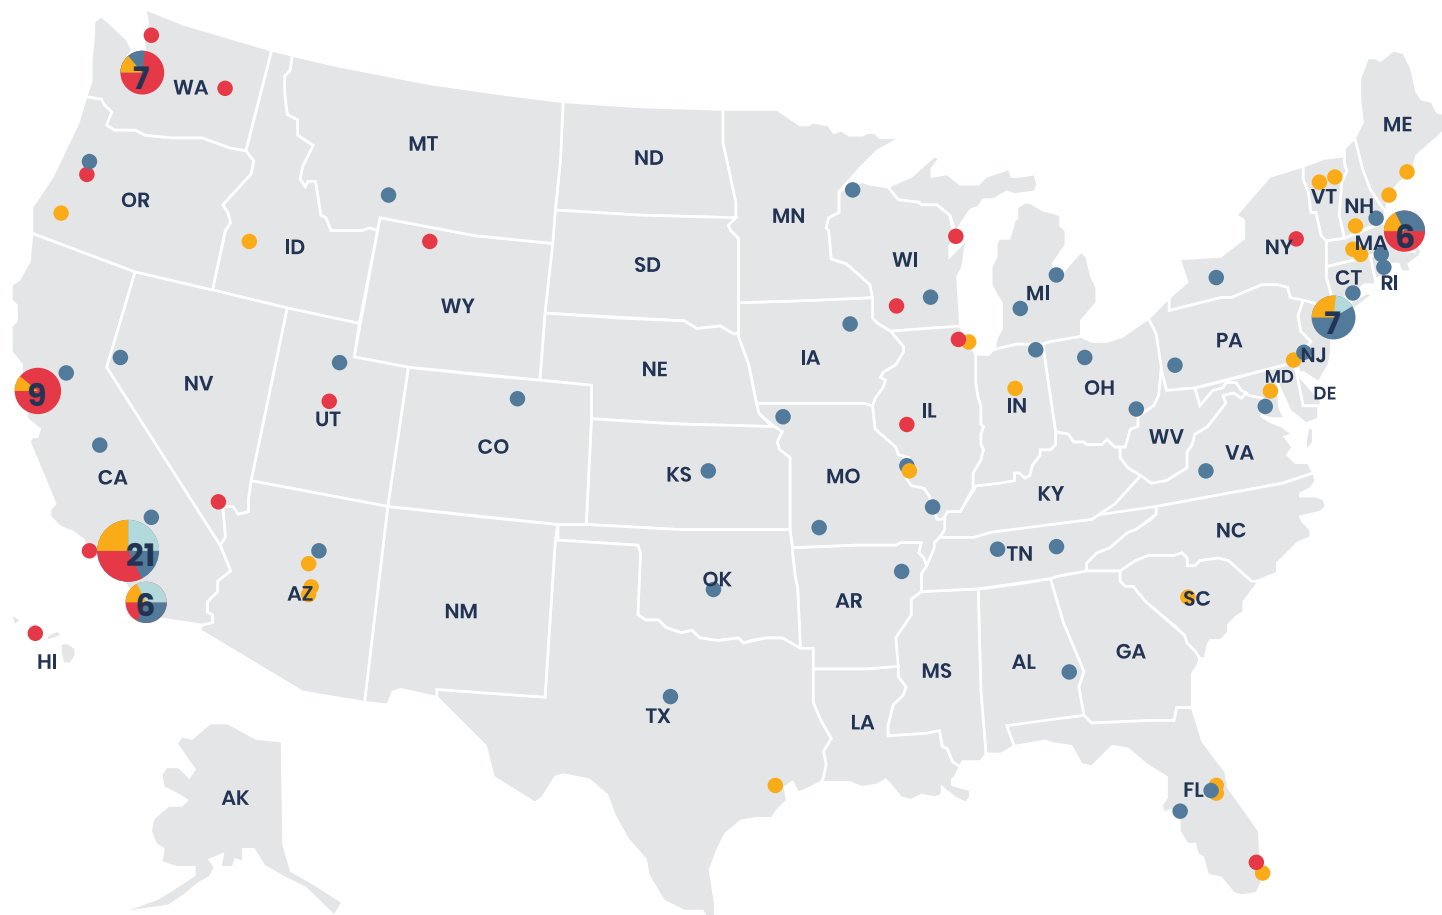 WA
7
MT
ME
ND
OR
VT
NH
MN
NY
MA
6
ID
SD
WI
CT
RI
MI
WY
7
PA
NJ
IA
NE
NV
MD
9
OH
DE
IN
UT
IL
CO
WV
VA
KS
MO
CA
KY
NC
21
TN
OK
AZ
6
AR
SC
NM
GA
HI
AL
MS
TX
LA
FL
AK